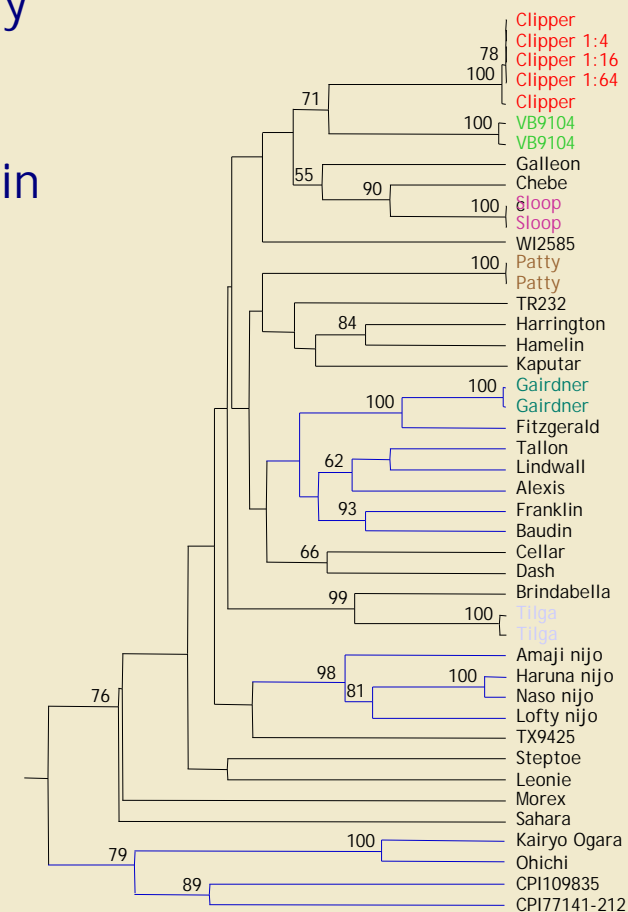 y
in
Clipper
Clipper 1:4
78
Clipper 1:16
100
Clipper 1:64
71
Clipper
100
VB9104
VB9104
Galleon
55
Chebec
90
100
Sloop
Sloop
WI2585
100
Patty
Patty
TR232
84
Harrington
Hamelin
Kaputar
100
Gairdner
100
Gairdner
Fitzgerald
Tallon
62
Lindwall
Alexis
93
Franklin
Baudin
66
Cellar
Dash
99
Brindabella
100
Tilga
Tilga
Amaji nijo
98
100
Haruna nijo
81
Naso nijo
Lofty nijo
TX9425
Steptoe
Leonie
76
Morex
Sahara
100
Kairyo Ogara
79
Ohichi
89
CPI109835
CPI77141-212